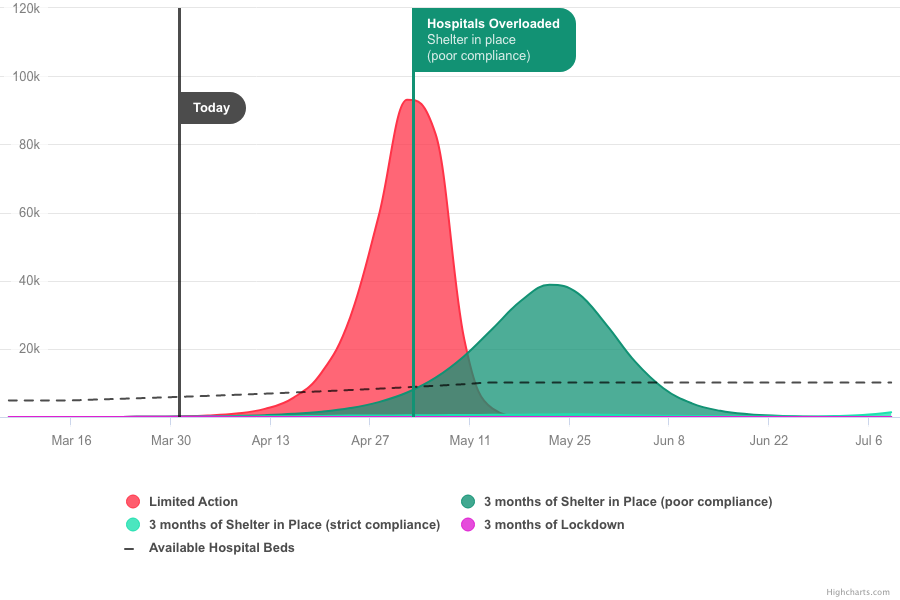 120k
Hospitals Overloaded
Shelter in place
(poor compliance)
100k
Today
80k
60k
40k
20k
Mar 16 Mar 30 Apr 13 Apr 27 May 11 May 25 Jun 8 Jun 22 Jul 6
Limited Action
3 months of Shelter in Place (poor compliance)
3 months of Shelter in Place (strict compliance)
3 months of Lockdown
Available Hospital Beds
Highcharts.com